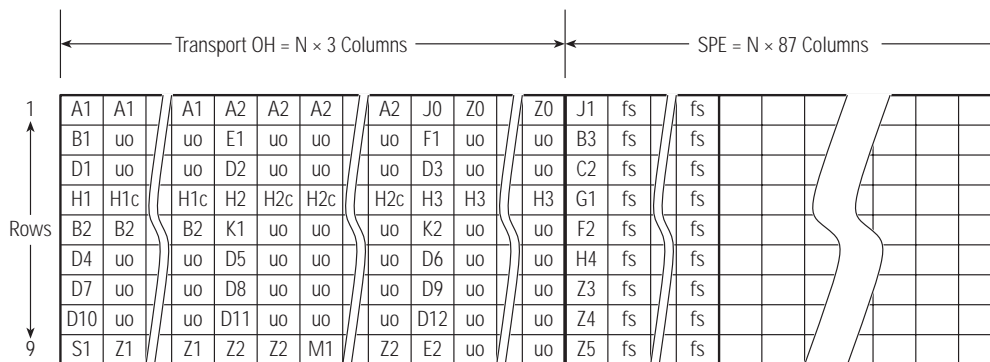 Transport OH = N × 3 Columns SPE = N × 87 Columns
1 A1 A1 A1 A2 A2 A2 A2 J0 Z0 Z0 J1 fs fs
B1 uo uo E1 uo uo uo F1 uo uo B3 fs fs
D1 uo uo D2 uo uo uo D3 uo uo C2 fs fs
H1 H1c H1c H2 H2c H2c H2c H3 H3 H3 G1 fs fs
Rows B2 B2 B2 K1 uo uo uo K2 uo uo F2 fs fs
D4 uo uo D5 uo uo uo D6 uo uo H4 fs fs
D7 uo uo D8 uo uo uo D9 uo uo Z3 fs fs
D10 uo uo D11 uo uo uo D12 uo uo Z4 fs fs
9 S1 Z1 Z1 Z2 Z2 M1 Z2 E2 uo uo Z5 fs fs